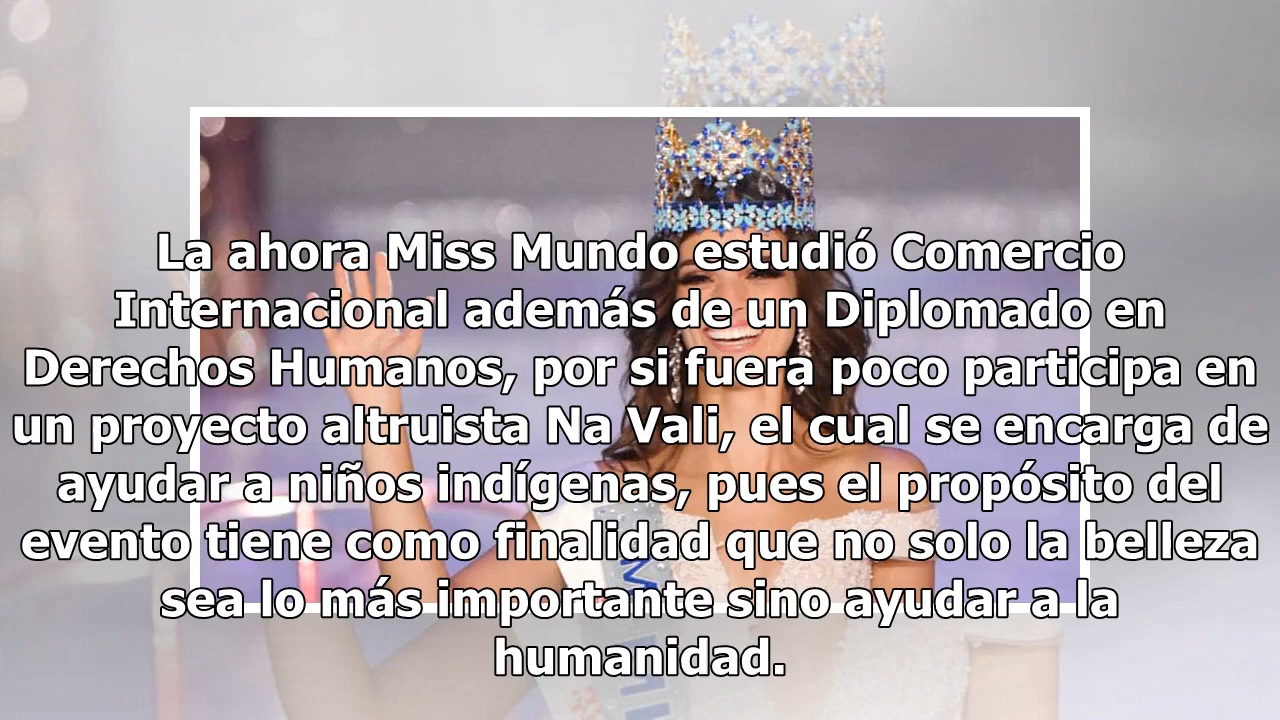 La ahora Miss Mundo estudió Comercio
Internacional además de un Diplomado en
Derechos Humanos, por si fuera poco participa en
un proyecto altruista Na Vali, el cual se encarga de
ayudar a niños indígenas, pues el propósito del
evento tiene como finalidad que no solo la belleza
sea lo más importante sino ayudar a la
humanidad.